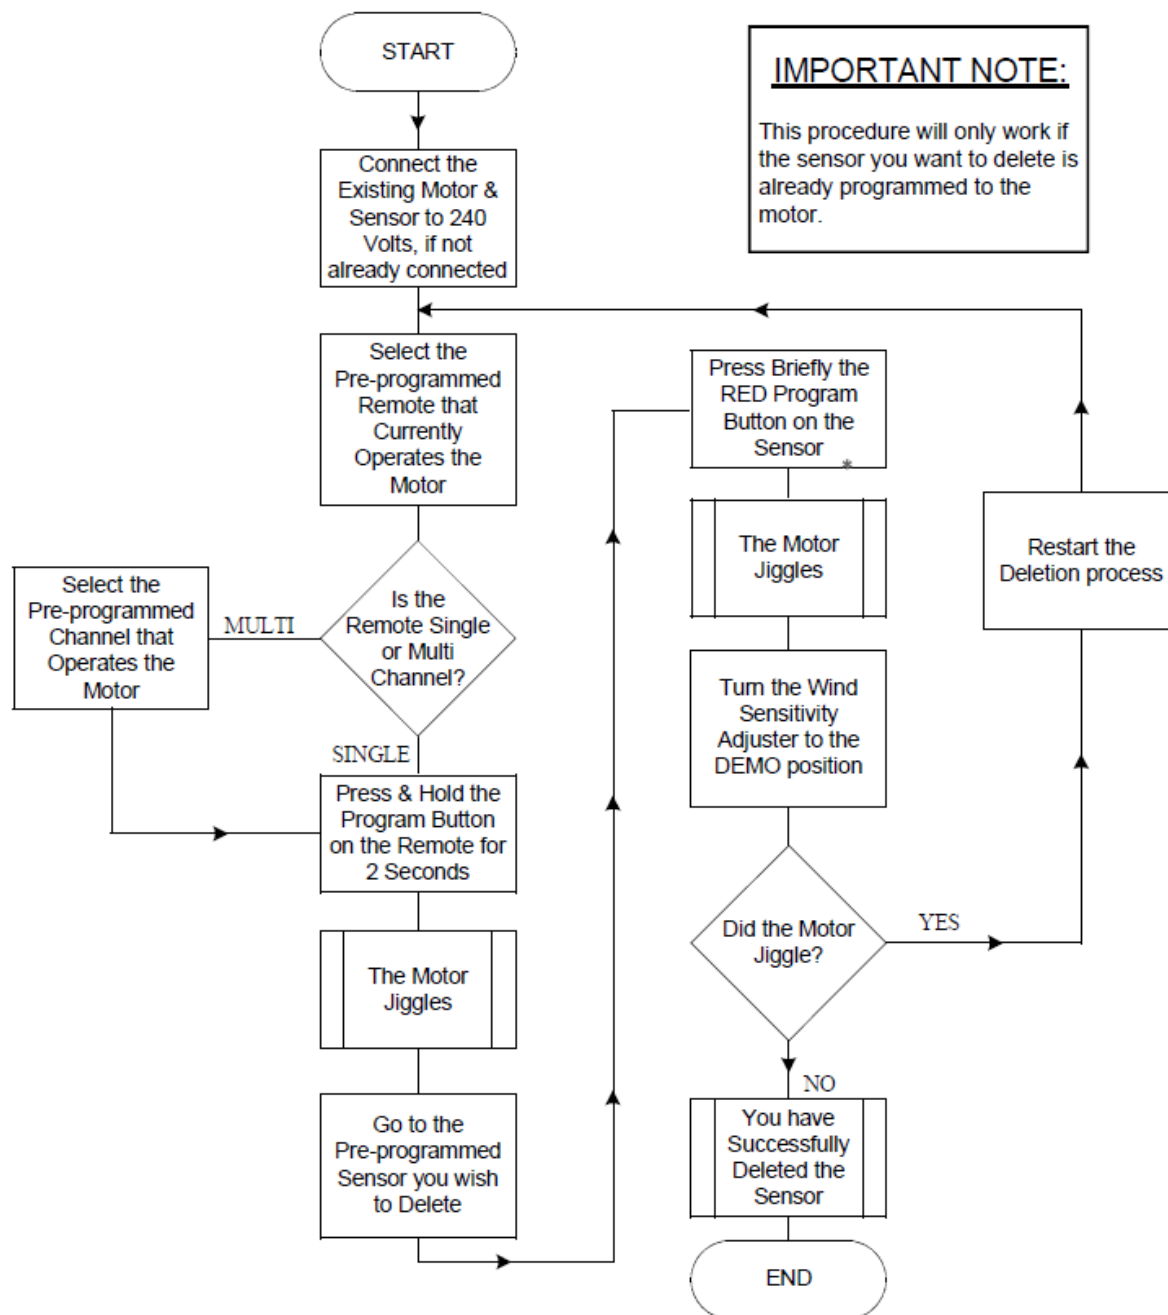 START
IMPORTANT NOTE:
This procedure will only work if
the sensor you want to delete is
already programmed to the
motor.
Connect the
Existing Motor &
Sensor to 240
Volts, if not
already connected
Select the
Pre-programmed
Remote that
Currently
Operates the
Motor
Is the
Remote Single
or Multi
Channel?
MULTI
Select the
Pre-programmed
Channel that
Operates the
Motor
SINGLE
Press & Hold the
Program Button
on the Remote for
2 Seconds
The Motor
Jiggles
Go to the
Pre-programmed
Sensor you wish
to Delete
Press Briefly the
RED Program
Button on the
Sensor
*
The Motor
Jiggles
Turn the Wind
Sensitivity
Adjuster to the
DEMO position
Did the Motor
Jiggle?
YES
Restart the
Deletion process
NO
You have
Successfully
Deleted the
Sensor
END